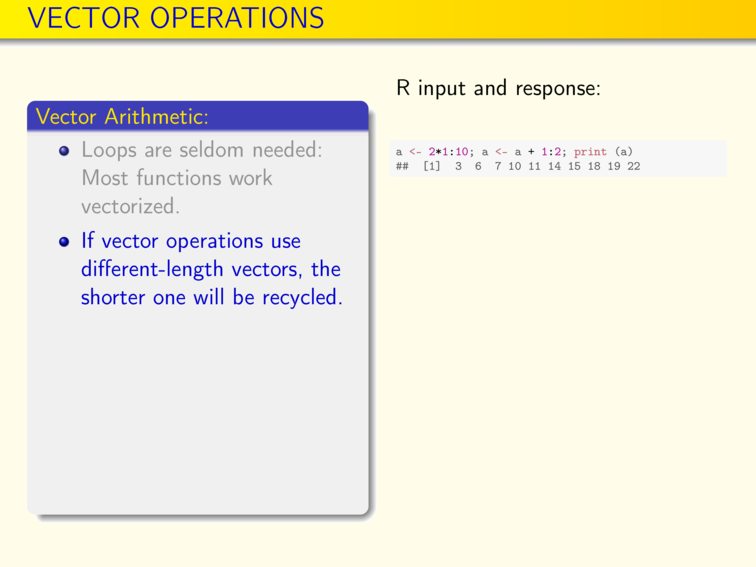 VECTOR OPERATIONS
Vector Arithmetic:
Loops are seldom needed:
Most functions work
vectorized.
If vector operations use
different-length vectors, the
shorter one will be recycled.
R input and response:
a <- 2*1:10; a <- a + 1:2; print (a)
## [1] 3 6 7 10 11 14 15 18 19 22